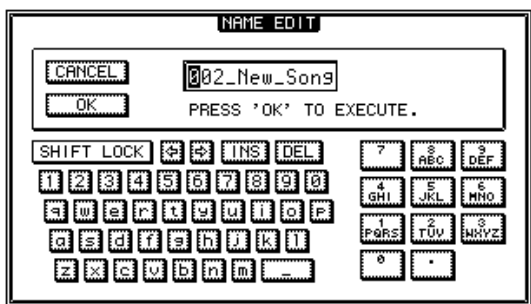 NAME EDIT
CANCEL
002_New_Song
OK
PRESS 'OK' TO EXECUTE.
SHIFT LOCK INS DEL
1 2 3 4 5 6 7 8 9 0
q w e r t y u i o p
a s d f g h j k l
z x c v b n m _
7 8 ABC 9 DEF
4 GHI 5 JKL 6 MNO
1 PQRS 2 TUV 3 WXYZ
0 .